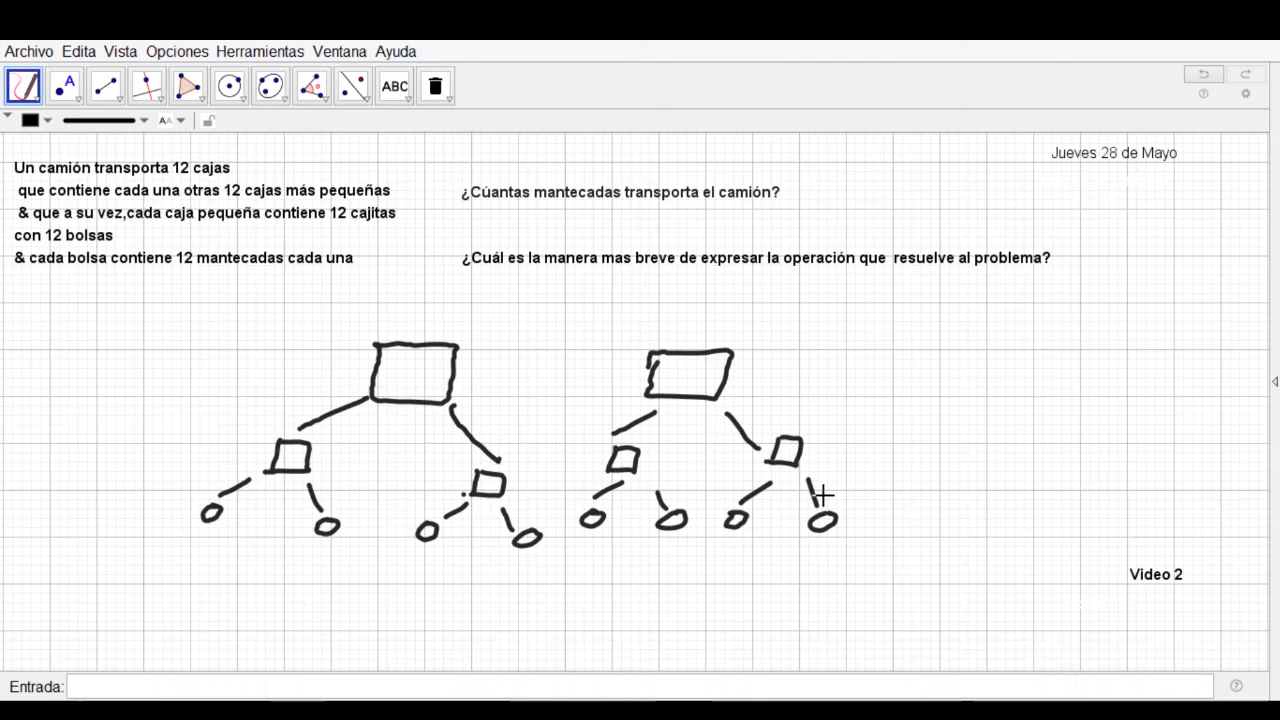 Archivo Edita Vista Opciones Herramientas Ventana Ayuda
A
α
ABC
AA
Jueves 28 de Mayo
Un camión transporta 12 cajas
que contiene cada una otras 12 cajas más pequeñas
& que a su vez,cada caja pequeña contiene 12 cajitas
con 12 bolsas
& cada bolsa contiene 12 mantecadas cada una
¿Cúantas mantecadas transporta el camión?
¿Cuál es la manera mas breve de expresar la operación que resuelve al problema?
Video 2
Entrada: